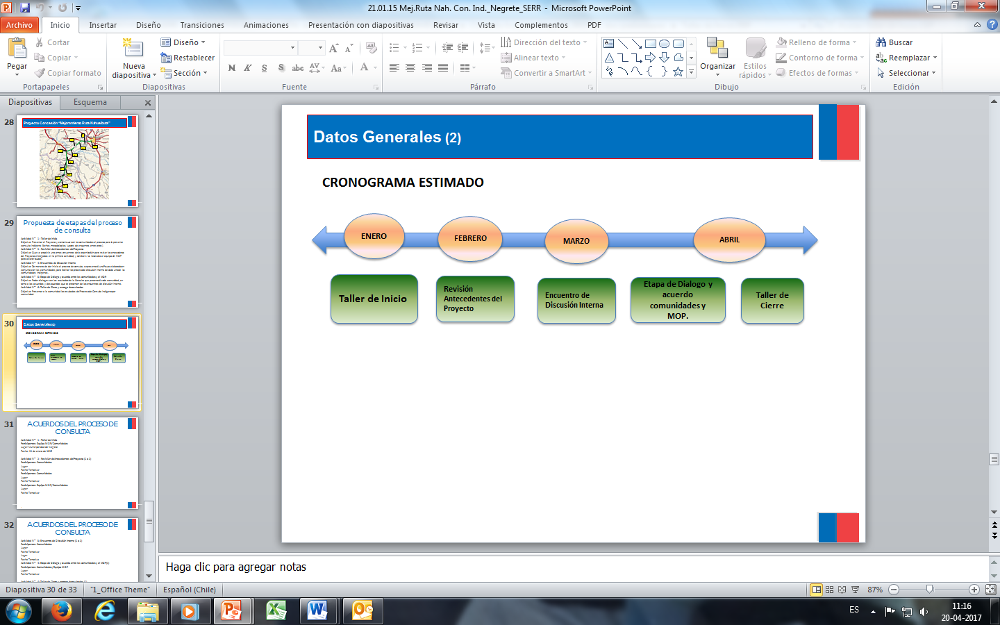 21.01.15 Mej.Ruta Nah. Con. Ind._Negrete_SERR - Microsoft PowerPoint
Archivo Inicio Insertar Diseño Transiciones Animaciones Presentación con diapositivas Revisar Vista Complementos PDF
Pegar
Cortar
Copiar
Copiar formato
Portapapeles
Nueva diapositiva
Diseño
Restablecer
Sección
Diapositivas
N K S S abc AV Aa A
Fuente
Dirección del texto
Alinear texto
Convertir a SmartArt
Párrafo
Organizar
Estilos rápidos
Relleno de forma
Contorno de forma
Efectos de formas
Dibujo
Buscar
Reemplazar
Seleccionar
Edición
Diapositivas Esquema
28
Proyecto Concesión "Mejoramiento Ruta Nahuelbuta"
29
Propuesta de etapas del proceso
de consulta
30
Datos Generales (2)
CRONOGRAMA ESTIMADO
31
ACUERDOS DEL PROCESO DE
CONSULTA
32
ACUERDOS DEL PROCESO DE
CONSULTA
Datos Generales (2)
CRONOGRAMA ESTIMADO
ENERO
FEBRERO
MARZO
ABRIL
Taller de Inicio
Revisión
Antecedentes del
Proyecto
Encuentro de
Discusión Interna
Etapa de Dialogo y
acuerdo
comunidades y
MOP.
Taller de
Cierre
Haga clic para agregar notas
Diapositiva 30 de 33 "1_Office Theme" Español (Chile) 87%
ES 11:16
20-04-2017